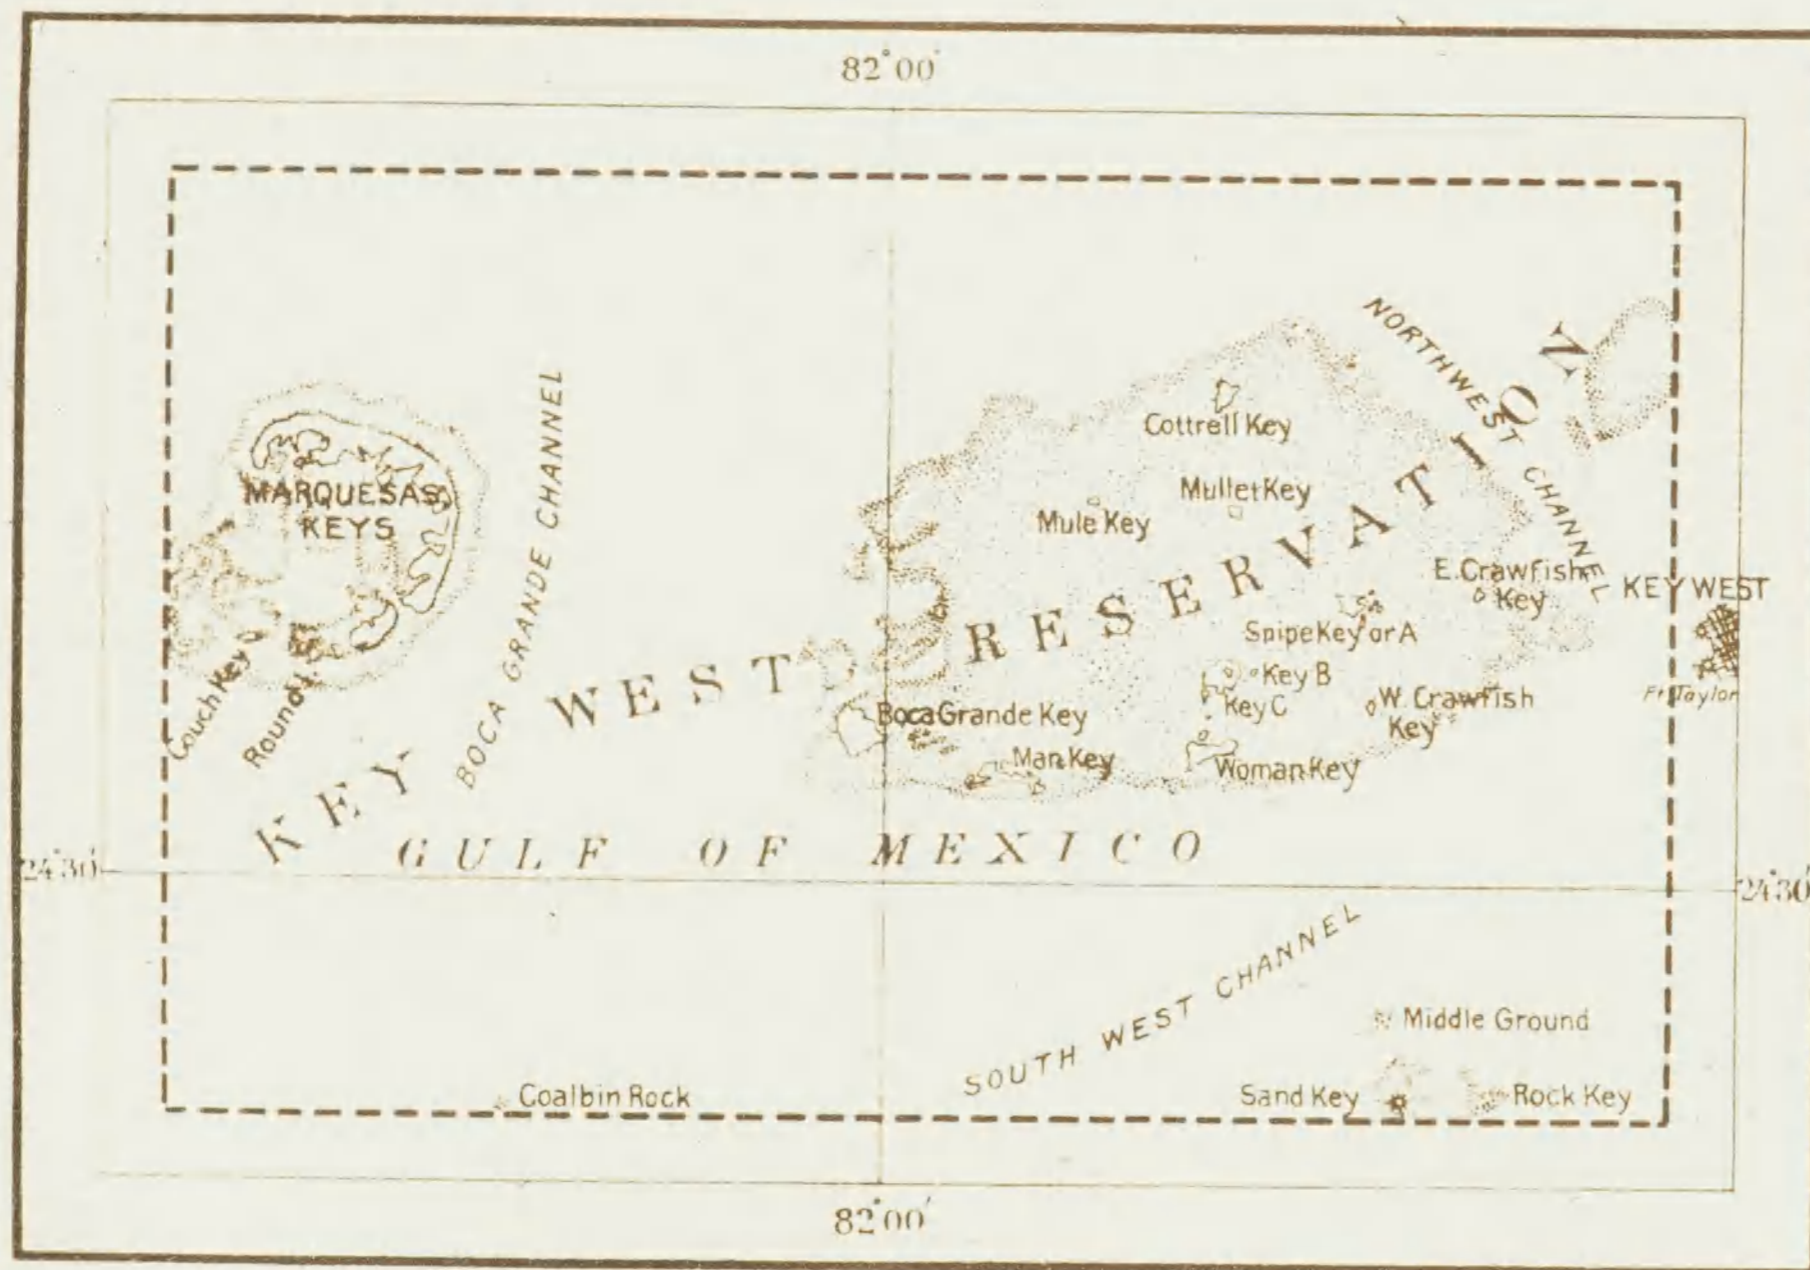 82°00'
NORTHWEST CHANNEL
Cottrell Key
MARQUESAS
KEYS
BOCA GRANDE CHANNEL
Mullet Key
Mule Key
E. Crawfish
Key
KEY WEST
Snipe Key or A
Key B
Key C
W. Crawfish
Key
Ft. Taylor
Couch Key
Round I.
Boca Grande Key
Man Key
Woman Key
KEY WEST RESERVATION
GULF OF MEXICO
24°30'
24°30'
SOUTH WEST CHANNEL
Middle Ground
Coalbin Rock
Sand Key
Rock Key
82°00'